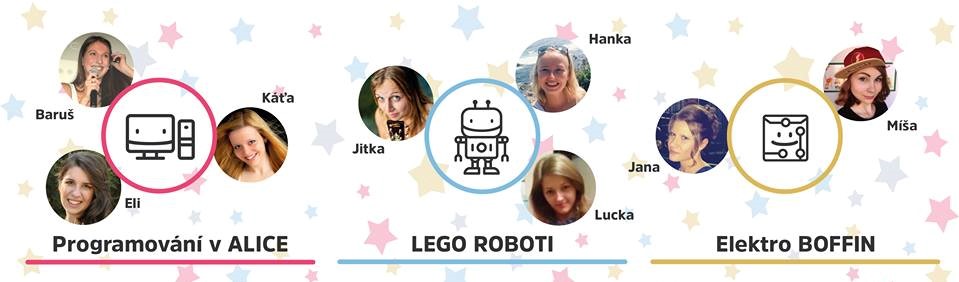 Baruš
Káťa
Eli
Programování v ALICE
Hanka
Jitka
Lucka
LEGO ROBOTI
Míša
Jana
Elektro BOFFIN